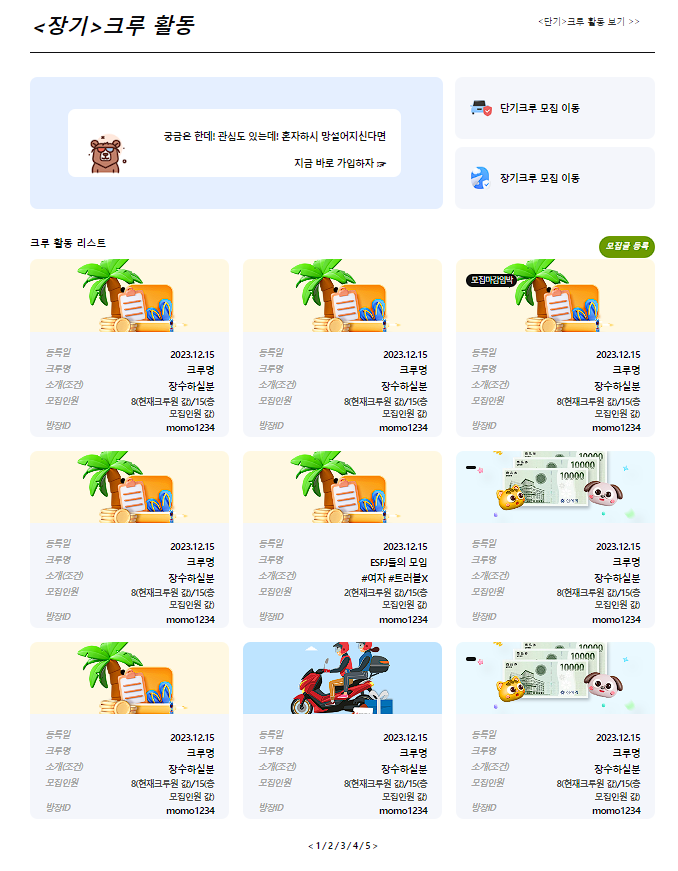 <장기>크루 활동
<단기>크루 활동 보기 >>
궁금은 한데! 관심도 있는데! 혼자하시 망설어지신다면
지금 바로 가입하자 ☞
단기크루 모집 이동
장기크루 모집 이동
크루 활동 리스트
모집글 등록
등록일 2023.12.15
크루명 크루명
소개(조건) 장수하실분
모집인원 8(현재크루원 값)/15(총
모집인원 값)
방장ID momo1234
등록일 2023.12.15
크루명 크루명
소개(조건) 장수하실분
모집인원 8(현재크루원 값)/15(총
모집인원 값)
방장ID momo1234
모집마감임박
등록일 2023.12.15
크루명 크루명
소개(조건) 장수하실분
모집인원 8(현재크루원 값)/15(총
모집인원 값)
방장ID momo1234
등록일 2023.12.15
크루명 크루명
소개(조건) 장수하실분
모집인원 8(현재크루원 값)/15(총
모집인원 값)
방장ID momo1234
등록일 2023.12.15
크루명 ESFJ들의 모임
소개(조건) #여자 #트러블X
모집인원 2(현재크루원 값)/15(총
모집인원 값)
방장ID momo1234
10000
10000
등록일 2023.12.15
크루명 크루명
소개(조건) 장수하실분
모집인원 8(현재크루원 값)/15(총
모집인원 값)
방장ID momo1234
등록일 2023.12.15
크루명 크루명
소개(조건) 장수하실분
모집인원 8(현재크루원 값)/15(총
모집인원 값)
방장ID momo1234
등록일 2023.12.15
크루명 크루명
소개(조건) 장수하실분
모집인원 8(현재크루원 값)/15(총
모집인원 값)
방장ID momo1234
10000
10000
등록일 2023.12.15
크루명 크루명
소개(조건) 장수하실분
모집인원 8(현재크루원 값)/15(총
모집인원 값)
방장ID momo1234
< 1 / 2 / 3 / 4 / 5 >